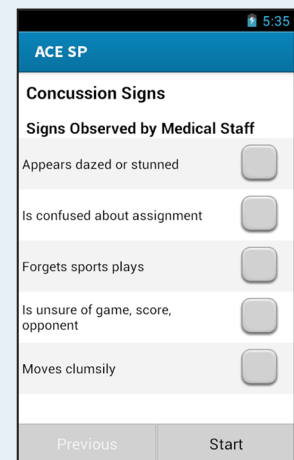 5:35
ACE SP
Concussion Signs
Signs Observed by Medical Staff
Appears dazed or stunned
Is confused about assignment
Forgets sports plays
Is unsure of game, score,
opponent
Moves clumsily
Previous
Start